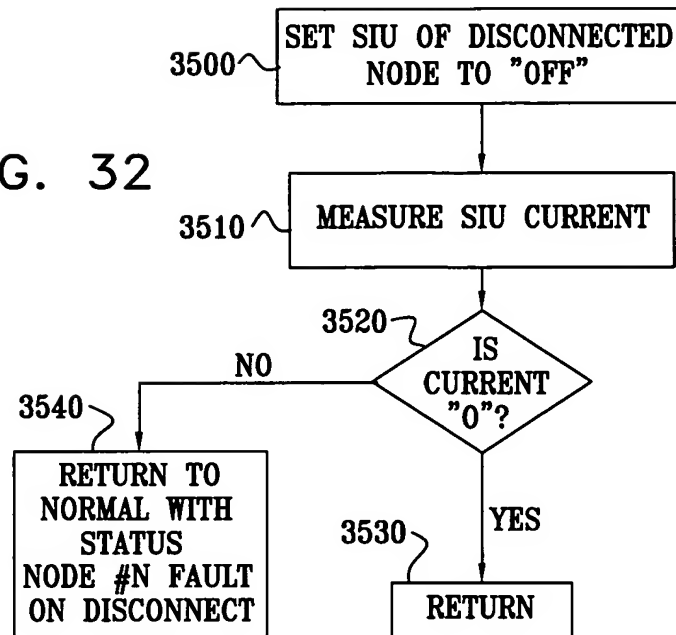 SET SIU OF DISCONNECTED
NODE TO "OFF"
3500
G. 32
MEASURE SIU CURRENT
3510
3520
IS
CURRENT
"0"?
NO
3540
RETURN TO
NORMAL WITH
STATUS
NODE #N FAULT
ON DISCONNECT
YES
3530
RETURN